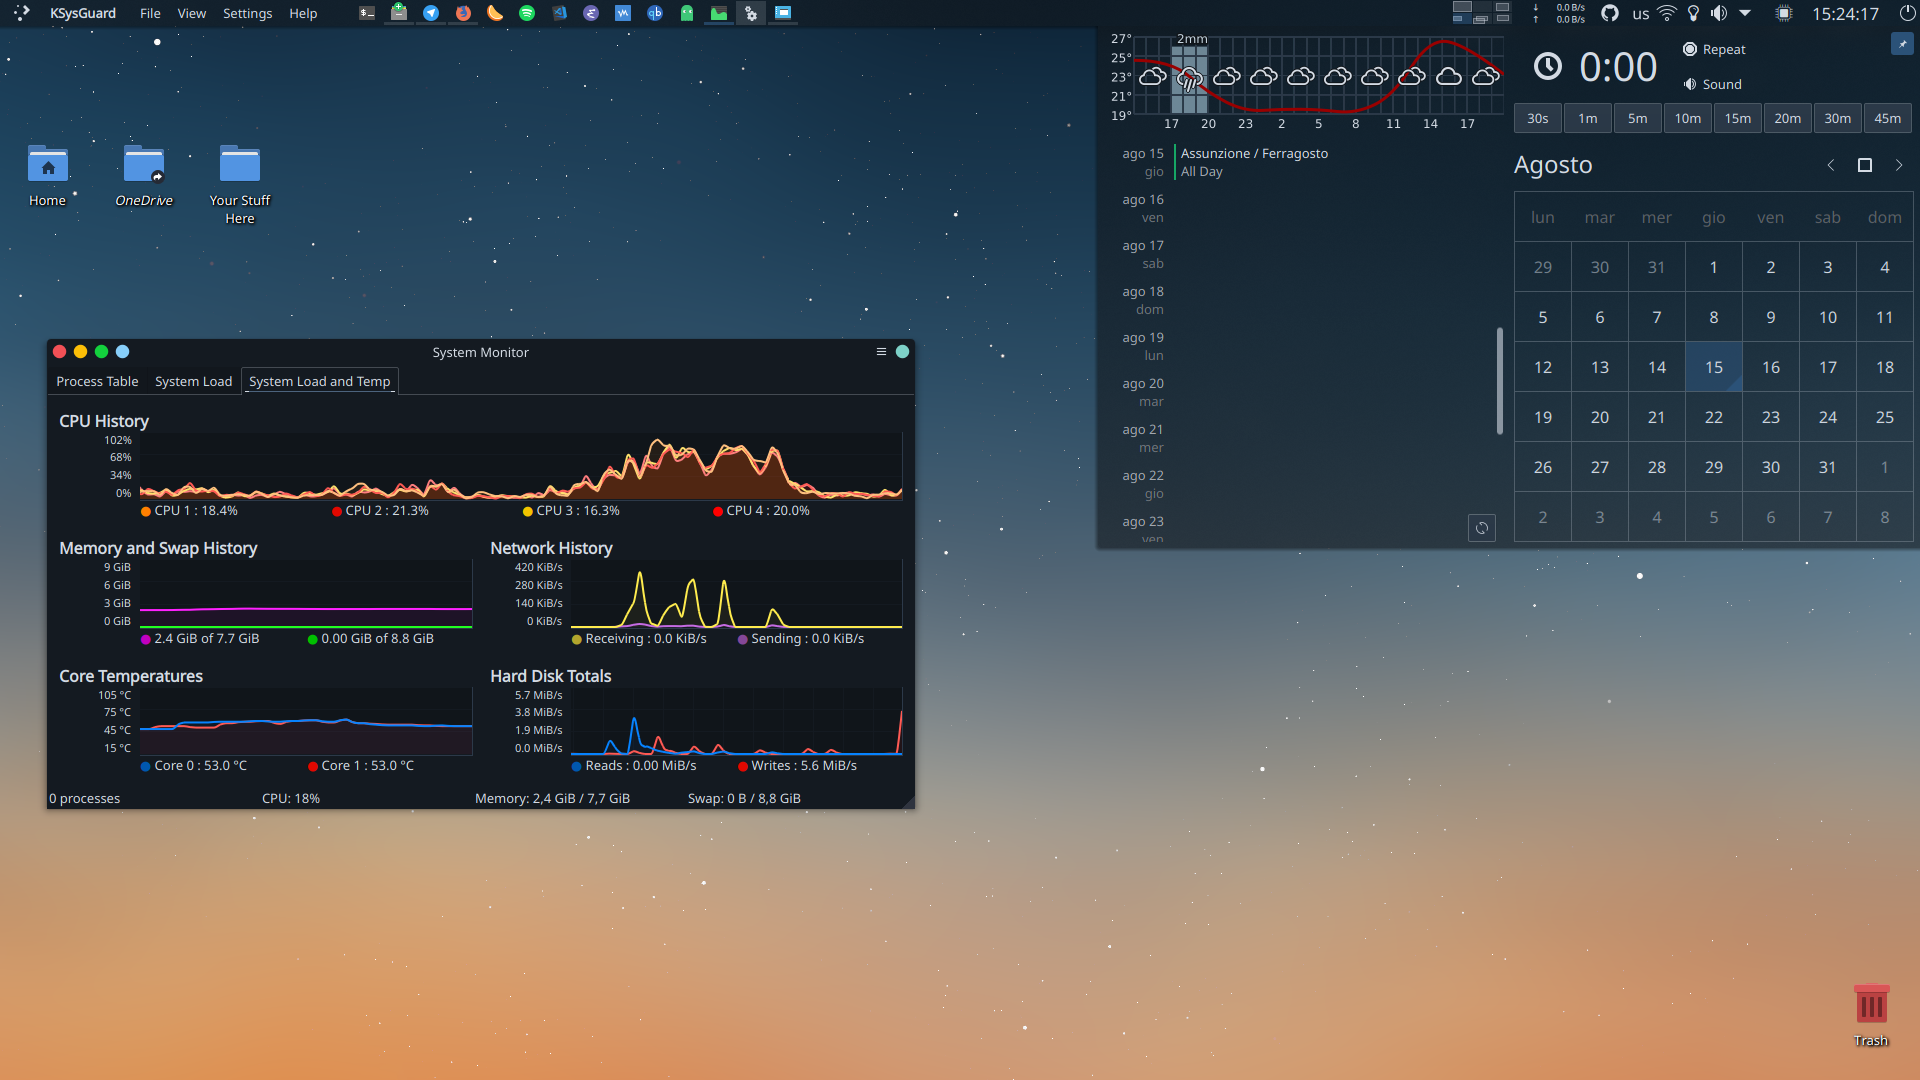 KSysGuard File View Settings Help
0.0 B/s
0.0 B/s
us
15:24:17
Home
OneDrive
Your Stuff
Here
System Monitor
Process Table System Load System Load and Temp
CPU History
102%
68%
34%
0%
CPU 1 : 18.4% CPU 2 : 21.3% CPU 3 : 16.3% CPU 4 : 20.0%
Memory and Swap History
9 GiB
6 GiB
3 GiB
0 GiB
2.4 GiB of 7.7 GiB 0.00 GiB of 8.8 GiB
Network History
420 KiB/s
280 KiB/s
140 KiB/s
0 KiB/s
Receiving : 0.0 KiB/s Sending : 0.0 KiB/s
Core Temperatures
105 °C
75 °C
45 °C
15 °C
Core 0 : 53.0 °C Core 1 : 53.0 °C
Hard Disk Totals
5.7 MiB/s
3.8 MiB/s
1.9 MiB/s
0.0 MiB/s
Reads : 0.00 MiB/s Writes : 5.6 MiB/s
0 processes CPU: 18% Memory: 2,4 GiB / 7,7 GiB Swap: 0 B / 8,8 GiB
2mm
27°
25°
23°
21°
19°
17 20 23 2 5 8 11 14 17
ago 15 Assunzione / Ferragosto
gio All Day
ago 16
ven
ago 17
sab
ago 18
dom
ago 19
lun
ago 20
mar
ago 21
mer
ago 22
gio
ago 23
ven
0:00
Repeat
Sound
30s 1m 5m 10m 15m 20m 30m 45m
Agosto
lun mar mer gio ven sab dom
29 30 31 1 2 3 4
5 6 7 8 9 10 11
12 13 14 15 16 17 18
19 20 21 22 23 24 25
26 27 28 29 30 31 1
2 3 4 5 6 7 8
Trash